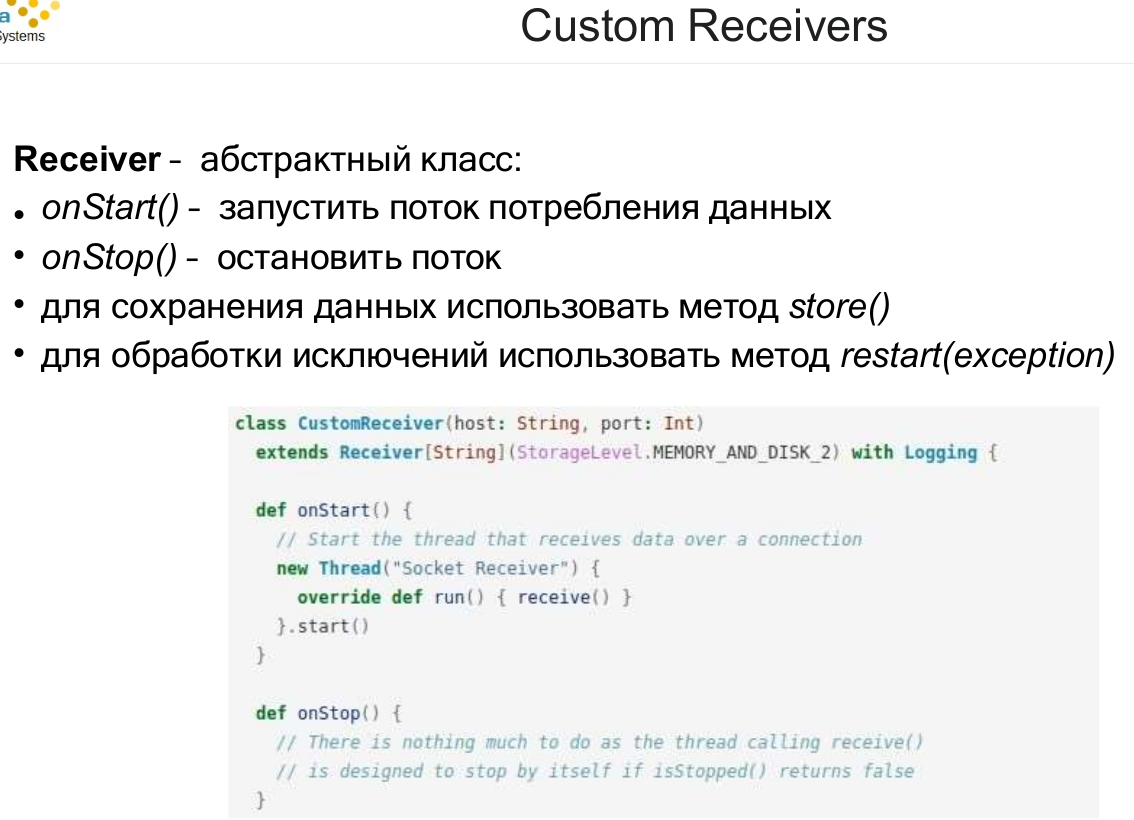 a
Systems
Custom Receivers
Receiver – абстрактный класс:
• onStart() – запустить поток потребления данных
• onStop() – остановить поток
• для сохранения данных использовать метод store()
• для обработки исключений использовать метод restart(exception)
class CustomReceiver(host: String, port: Int)
  extends Receiver[String](StorageLevel.MEMORY_AND_DISK_2) with Logging {
  def onStart() {
    // Start the thread that receives data over a connection
    new Thread("Socket Receiver") {
      override def run() { receive() }
    }.start()
  }
  def onStop() {
    // There is nothing much to do as the thread calling receive()
    // is designed to stop by itself if isStopped() returns false
  }